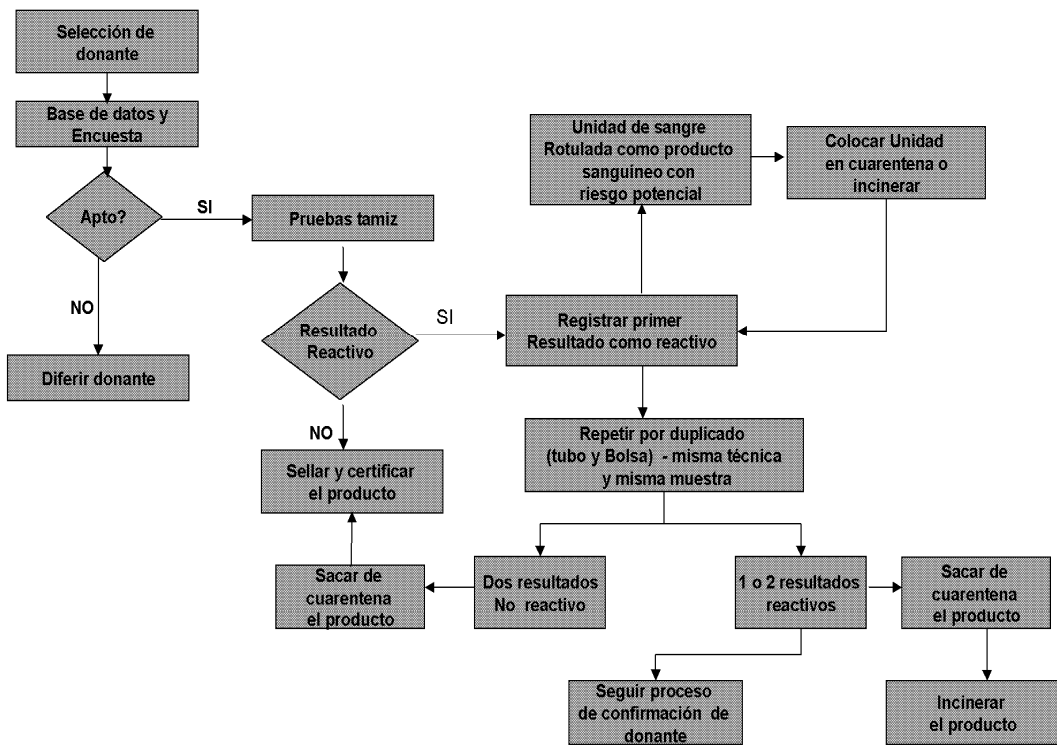 Selección de
donante
Base de datos y
Encuesta
Apto?
SI
NO
Diferir donante
Pruebas tamiz
Resultado
Reactivo
SI
NO
Unidad de sangre
Rotulada como producto
sanguíneo con
riesgo potencial
Colocar Unidad
en cuarentena o
incinerar
Registrar primer
Resultado como reactivo
Repetir por duplicado
(tubo y Bolsa) - misma técnica
y misma muestra
Sellar y certificar
el producto
Sacar de
cuarentena
el producto
Dos resultados
No reactivo
1 o 2 resultados
reactivos
Sacar de
cuarentena
el producto
Seguir proceso
de confirmación de
donante
Incinerar
el producto